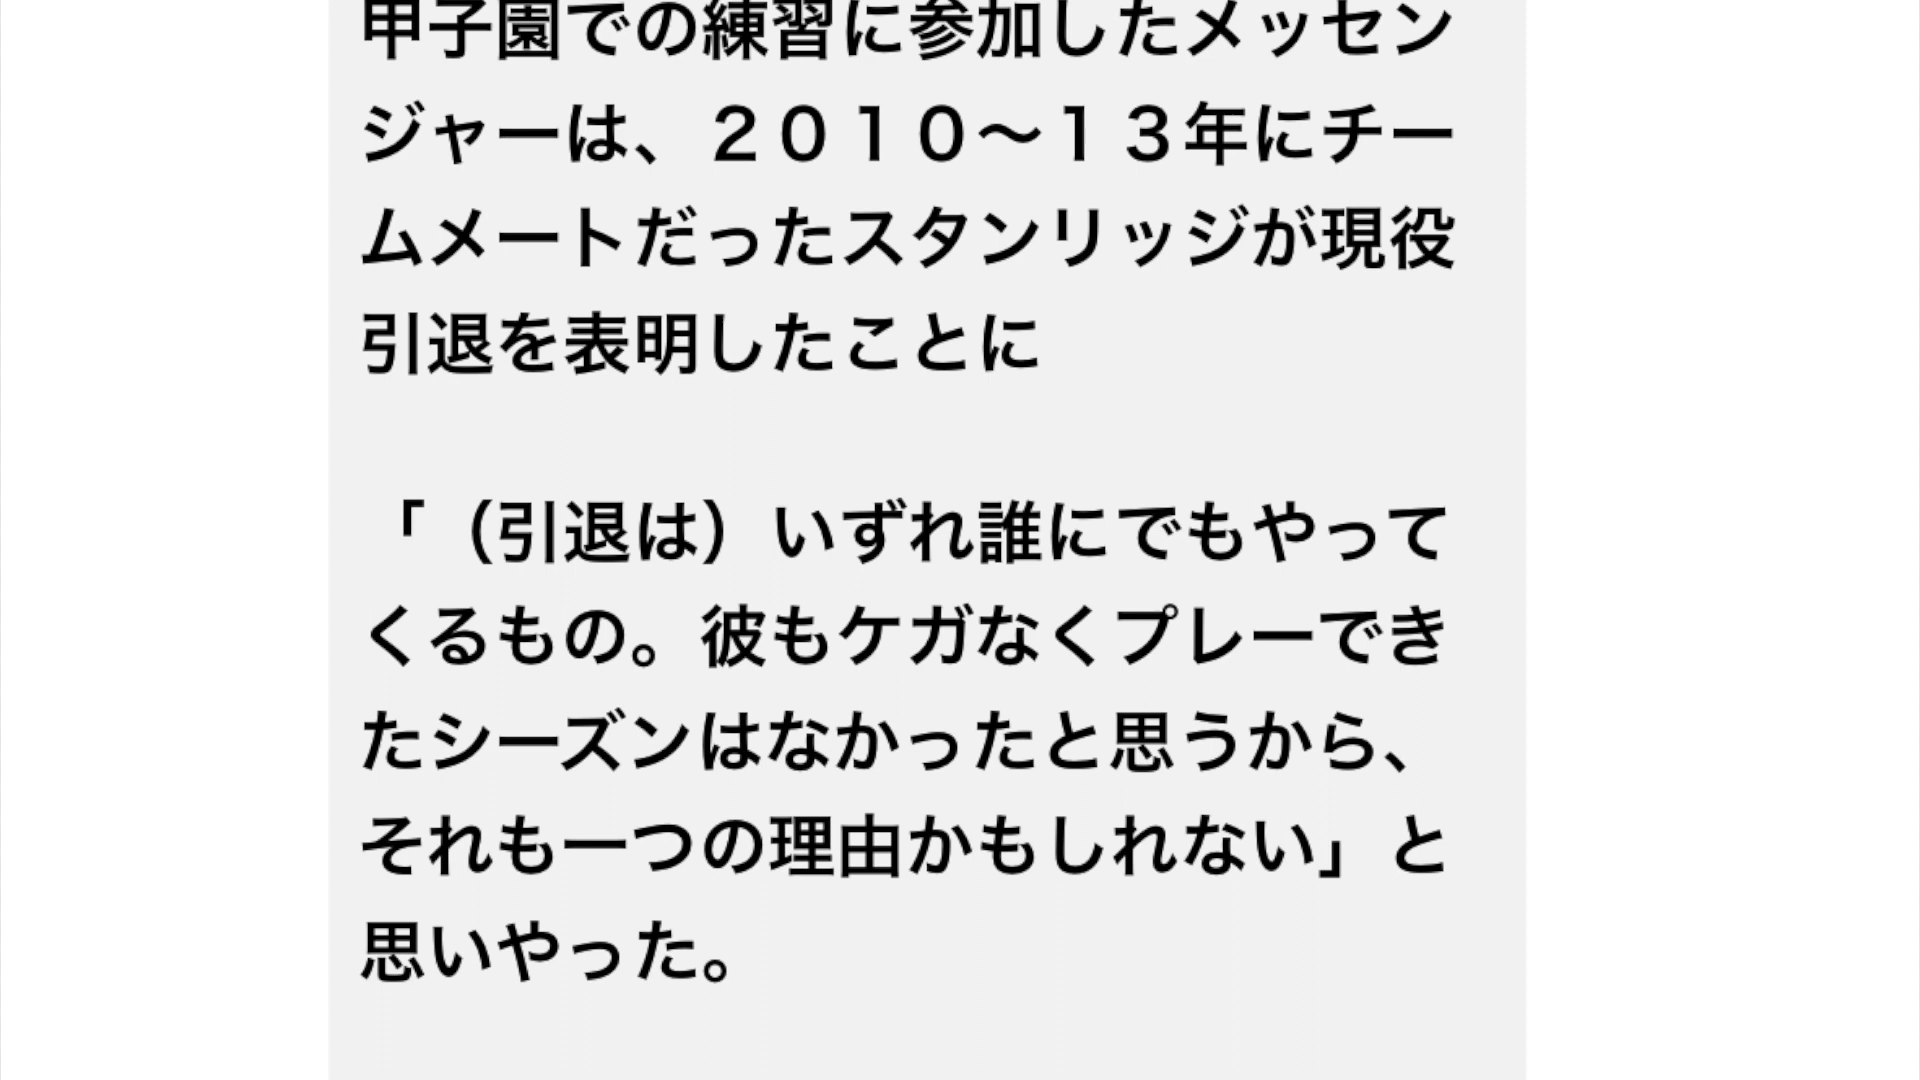 甲子園での練習に参加したメッセン
ジャーは、２０１０〜１３年にチー
ムメートだったスタンリッジが現役
引退を表明したことに
「（引退は）いずれ誰にでもやって
くるもの。彼もケガなくプレーでき
たシーズンはなかったと思うから、
それも一つの理由かもしれない」と
思いやった。